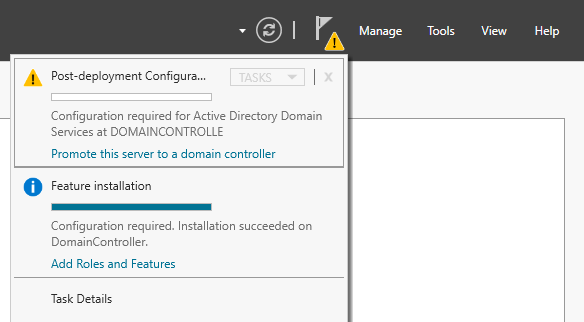 Manage Tools View Help
Post-deployment Configura... TASKS X
Configuration required for Active Directory Domain
Services at DOMAINCONTROLLE
Promote this server to a domain controller
Feature installation
Configuration required. Installation succeeded on
DomainController.
Add Roles and Features
Task Details